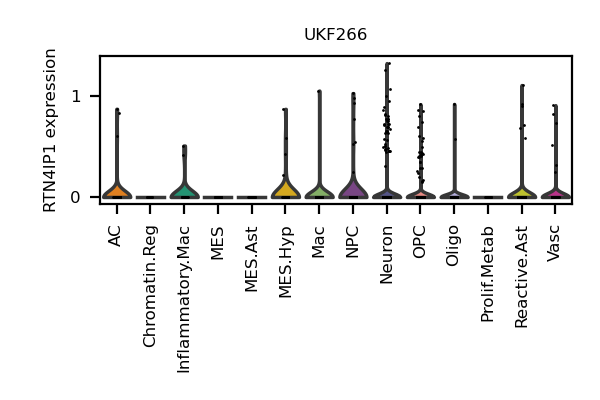 UKF266
RTN4IP1 expression
1
0
AC
Chromatin.Reg
Inflammatory.Mac
MES
MES.Ast
MES.Hyp
Mac
NPC
Neuron
OPC
Oligo
Prolif.Metab
Reactive.Ast
Vasc